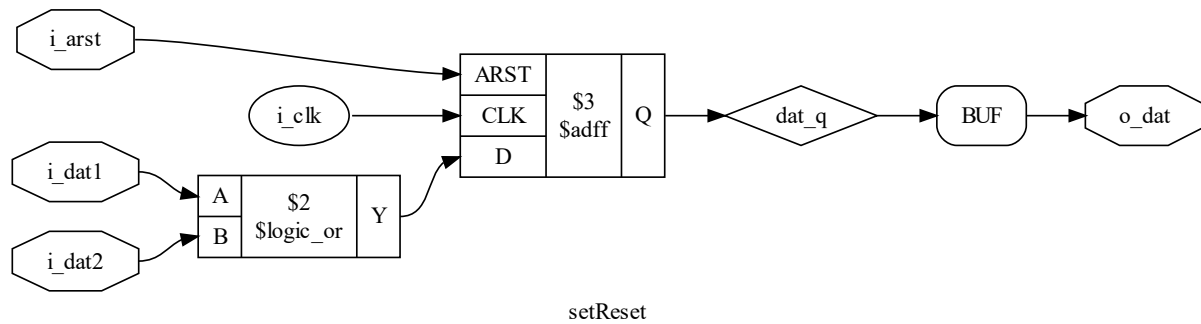 i_arst
ARST
i_clk
CLK
$3
$adff
Q
dat_q
BUF
o_dat
D
i_dat1
A
$2
$logic_or
Y
B
i_dat2
setReset